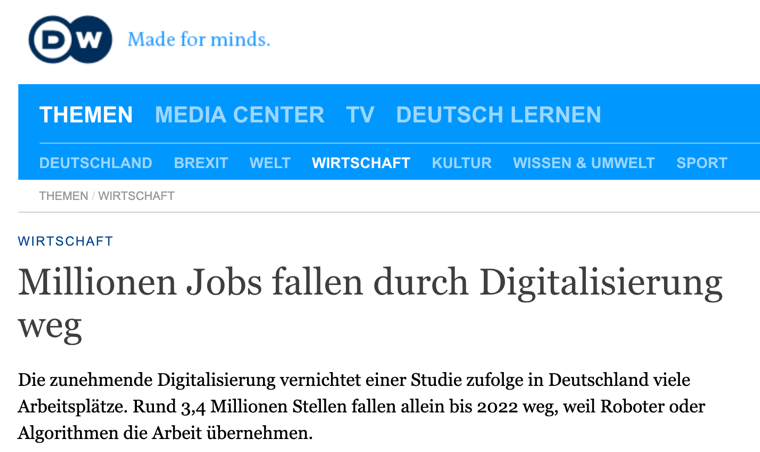 DW Made for minds.
THEMEN MEDIA CENTER TV DEUTSCH LERNEN
DEUTSCHLAND BREXIT WELT WIRTSCHAFT KULTUR WISSEN & UMWELT SPORT
THEMEN / WIRTSCHAFT
WIRTSCHAFT
Millionen Jobs fallen durch Digitalisierung
weg
Die zunehmende Digitalisierung vernichtet einer Studie zufolge in Deutschland viele
Arbeitsplätze. Rund 3,4 Millionen Stellen fallen allein bis 2022 weg, weil Roboter oder
Algorithmen die Arbeit übernehmen.